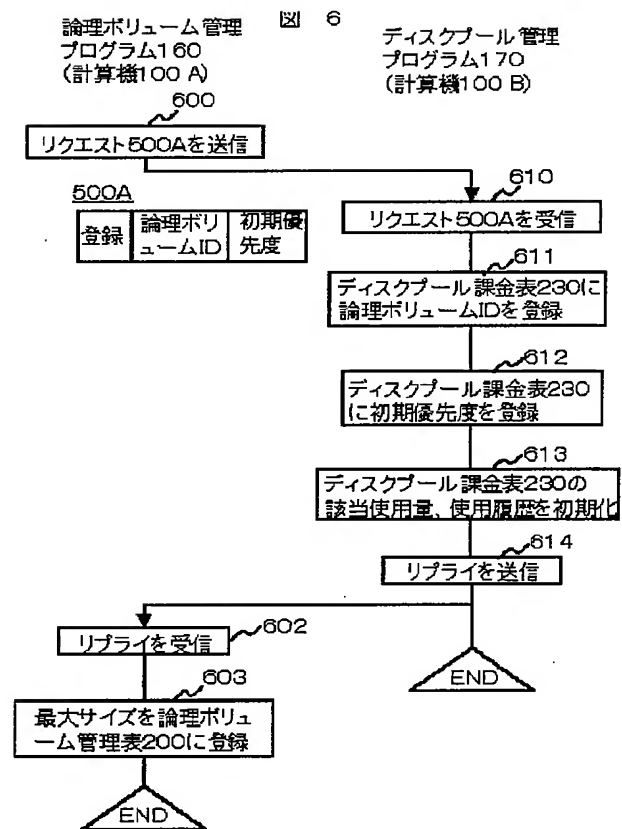 図 6
論理ボリューム管理
プログラム160
(計算機100 A)
ディスクプール管理
プログラム170
(計算機100 B)
600
リクエスト500Aを送信
500A
登録
論理ボリ
ュームID
初期優
先度
610
リクエスト500Aを受信
611
ディスクプール課金表230に
論理ボリュームIDを登録
612
ディスクプール課金表230
に初期優先度を登録
613
ディスクプール課金表230の
該当使用量、使用履歴を初期化
614
リプライを送信
END
リプライを受信
602
603
最大サイズを論理ボリュ
ーム管理表200に登録
END